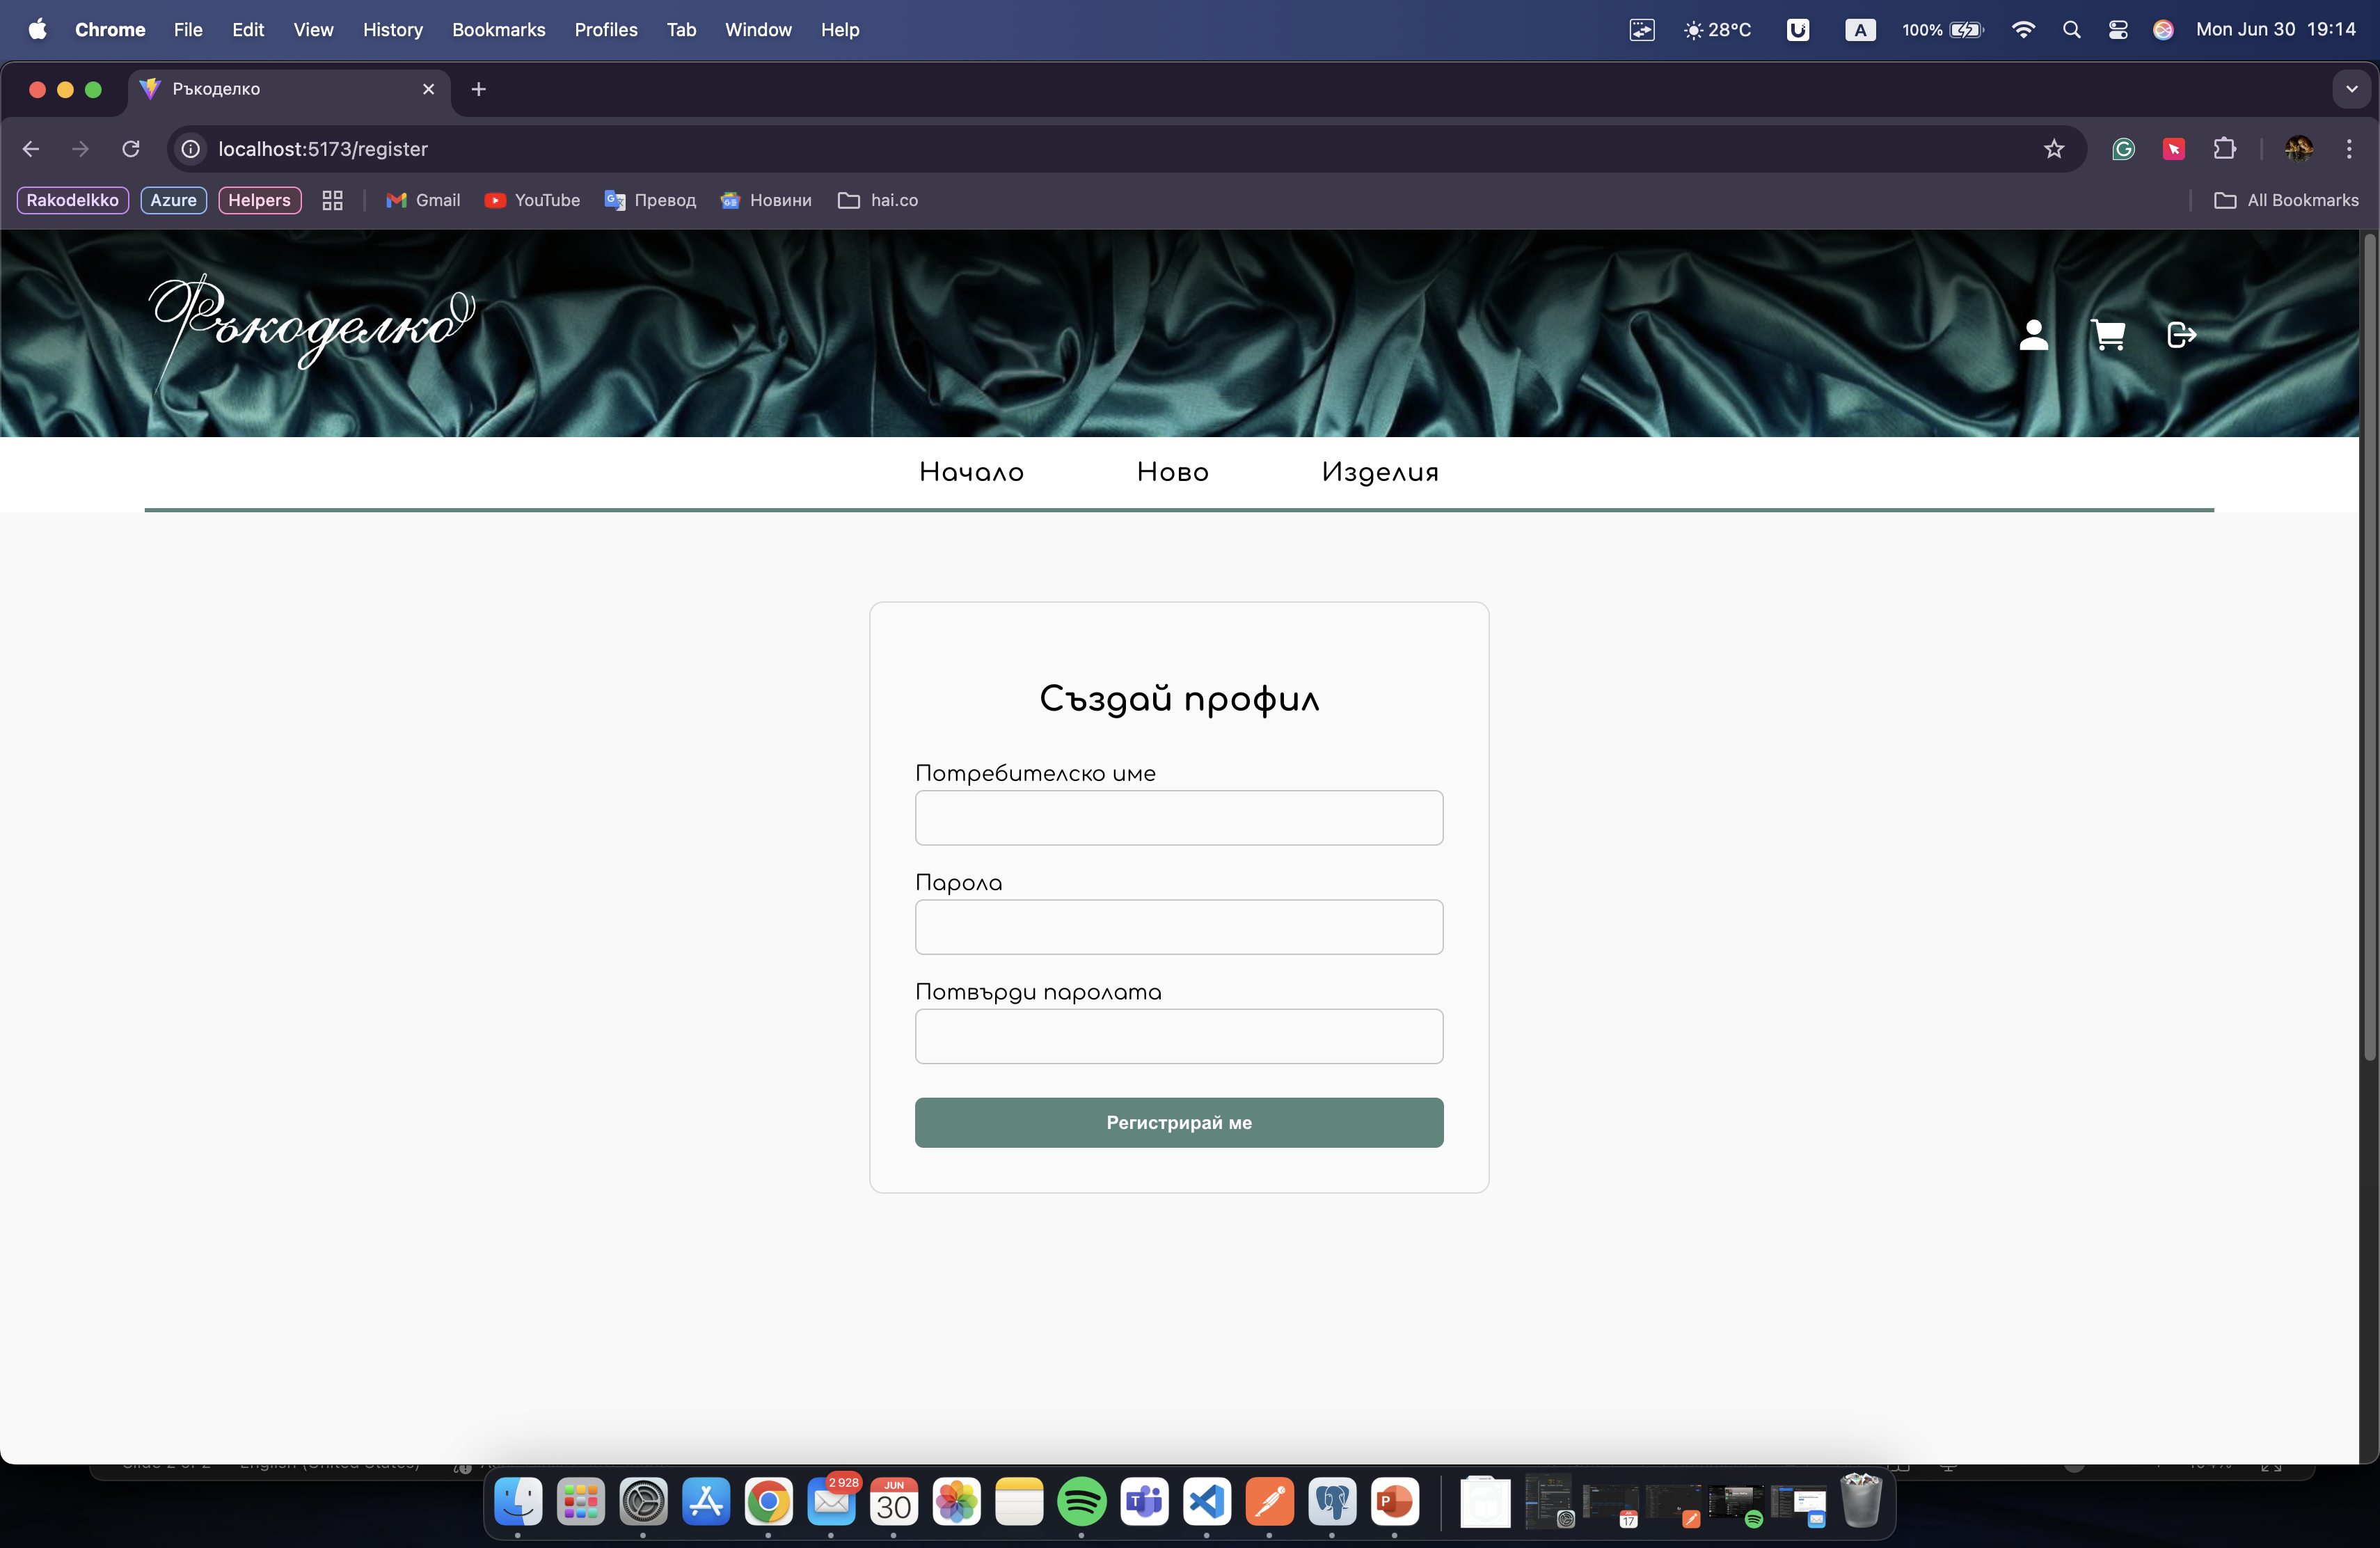 Chrome File Edit View History Bookmarks Profiles Tab Window Help 28°C A 100% Mon Jun 30 19:14
Ръкоделко
localhost:5173/register
Rakodelkko Azure Helpers Gmail YouTube Превод Новини hai.co All Bookmarks
Ръкоделко
Начало Ново Изделия
Създай профил
Потребителско име
Парола
Потвърди паролата
Регистрирай ме
2 928
JUN
30
17